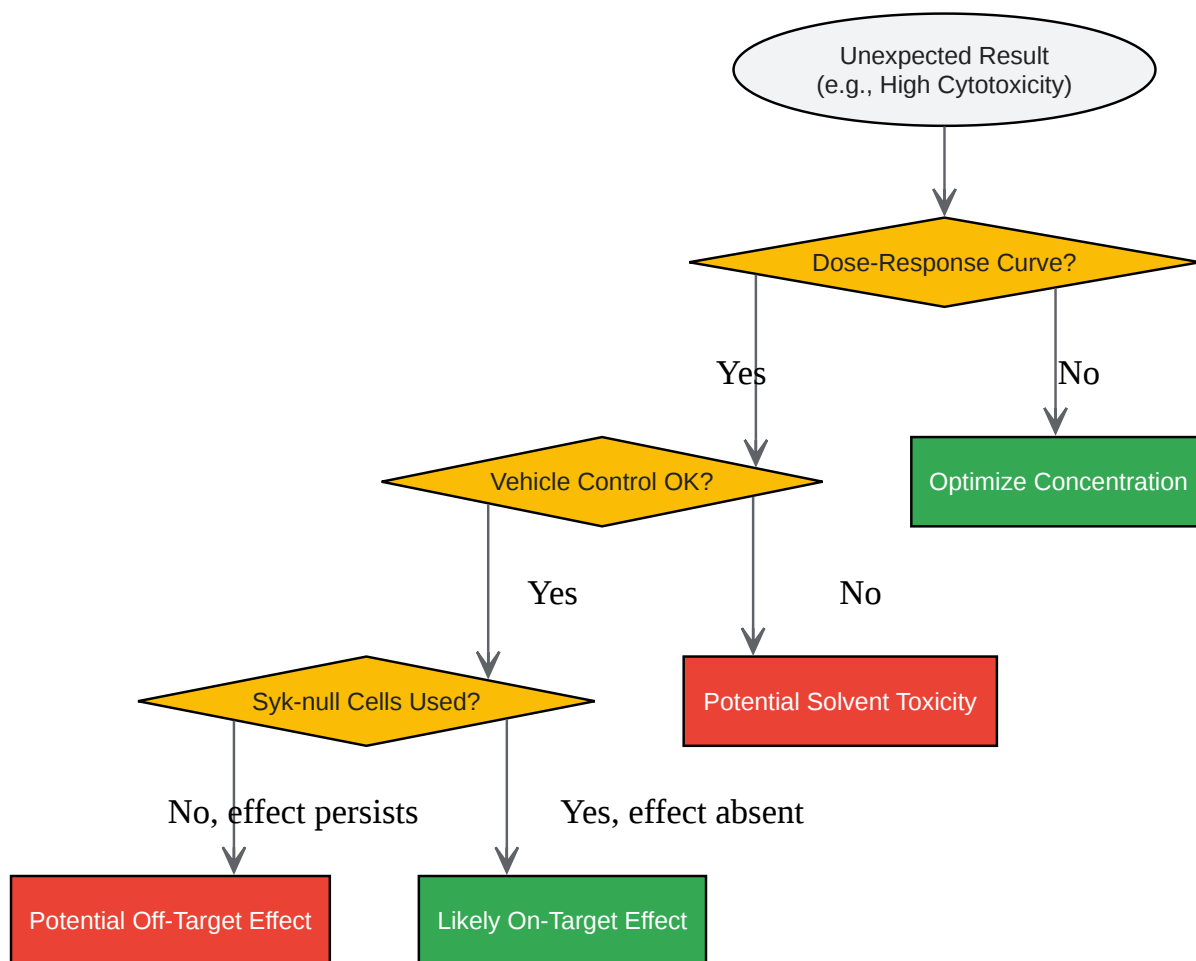 Unexpected Result
(e.g., High Cytotoxicity)
Dose-Response Curve?
Yes
No
Vehicle Control OK?
Optimize Concentration
Yes
No
Syk-null Cells Used?
Potential Solvent Toxicity
No, effect persists
Yes, effect absent
Potential Off-Target Effect
Likely On-Target Effect